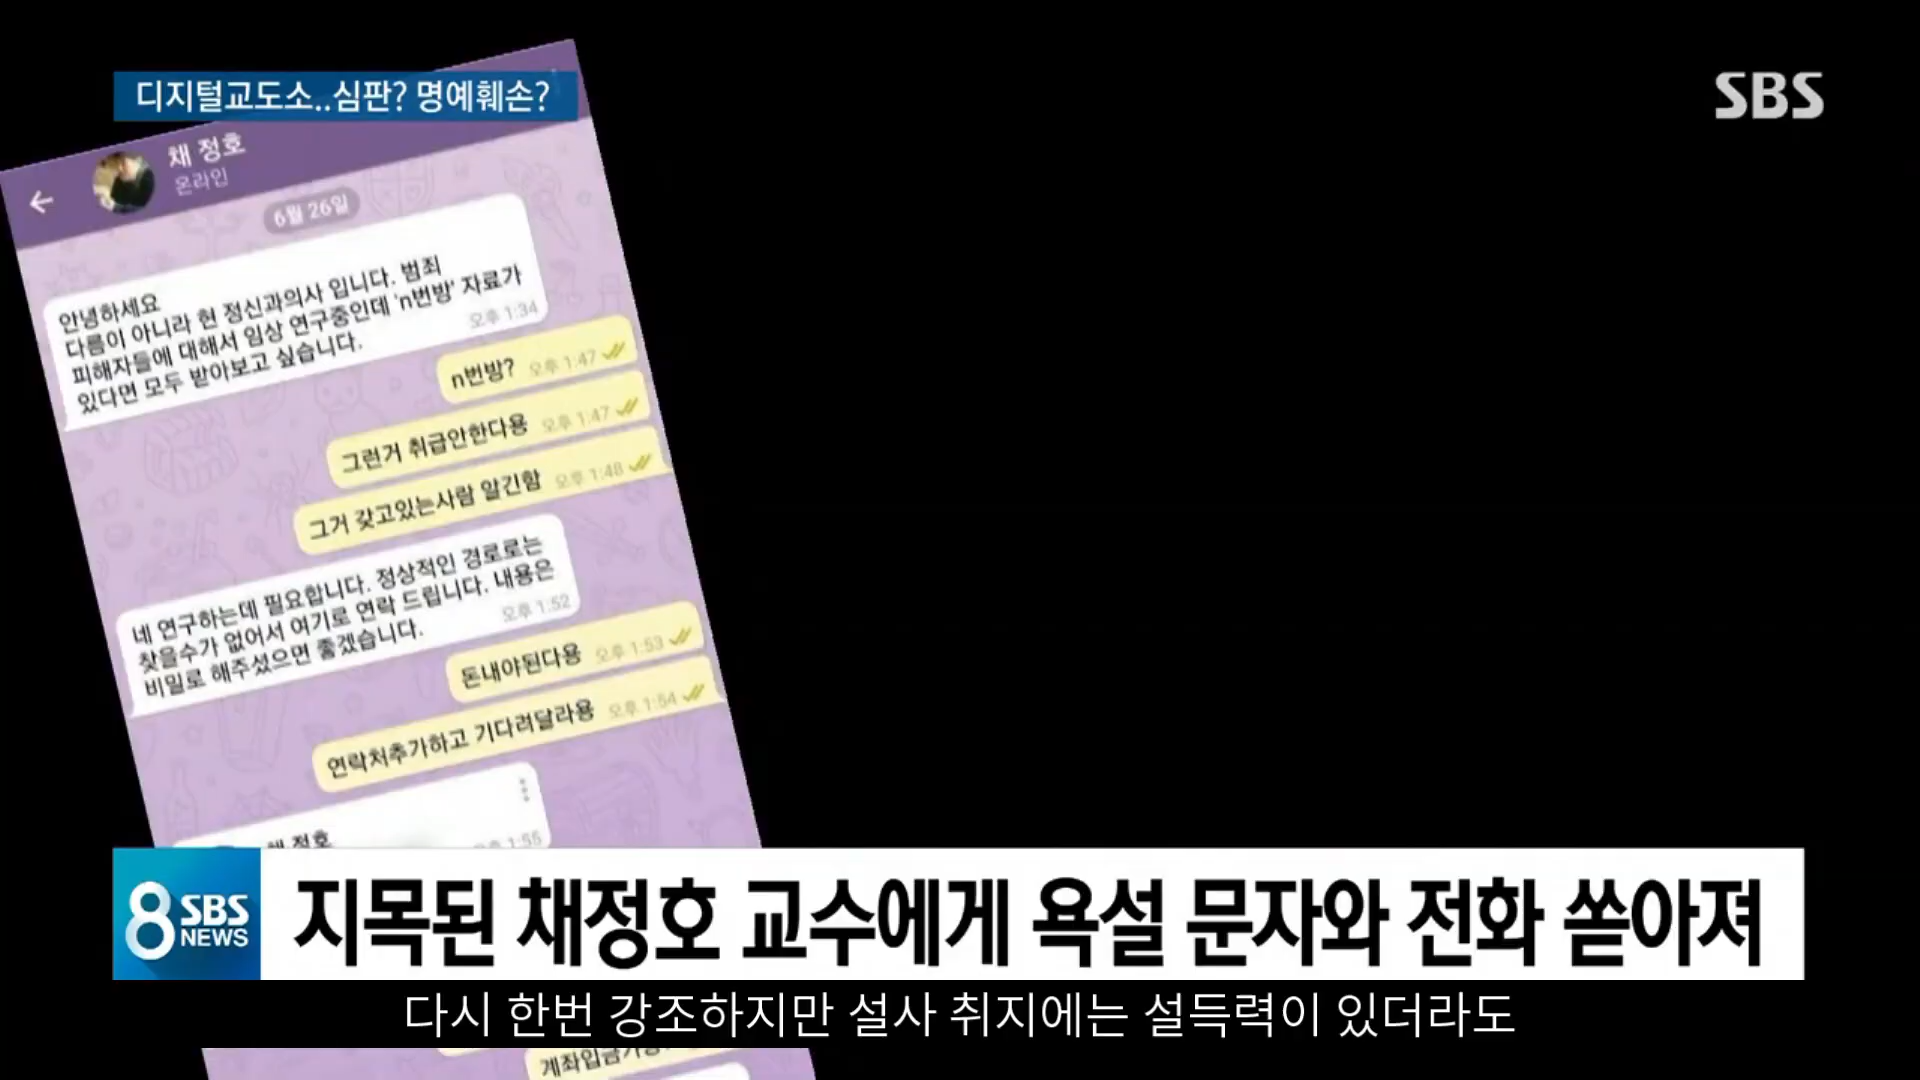 디지털교도소..심판? 명예훼손?
SBS
채 정호
온라인
6월 26일
안녕하세요
다름이 아니라 현 정신과의사 입니다. 범죄
피해자들에 대해서 임상 연구중인데 'n번방' 자료가
있다면 모두 받아보고 싶습니다.
오후 1:34
n번방?
오후 1:47
그런거 취급안한다용
오후 1:47
그거 갖고있는사람 알긴함
오후 1:48
네 연구하는데 필요합니다. 정상적인 경로로는
찾을수가 없어서 여기로 연락 드립니다. 내용은
비밀로 해주셨으면 좋겠습니다.
오후 1:52
돈내야된다용
오후 1:53
연락처추가하고 기다려달라용
오후 1:54
채 정호
오후 1:55
8 SBS
NEWS
지목된 채정호 교수에게 욕설 문자와 전화 쏟아져
다시 한번 강조하지만 설사 취지에는 설득력이 있더라도